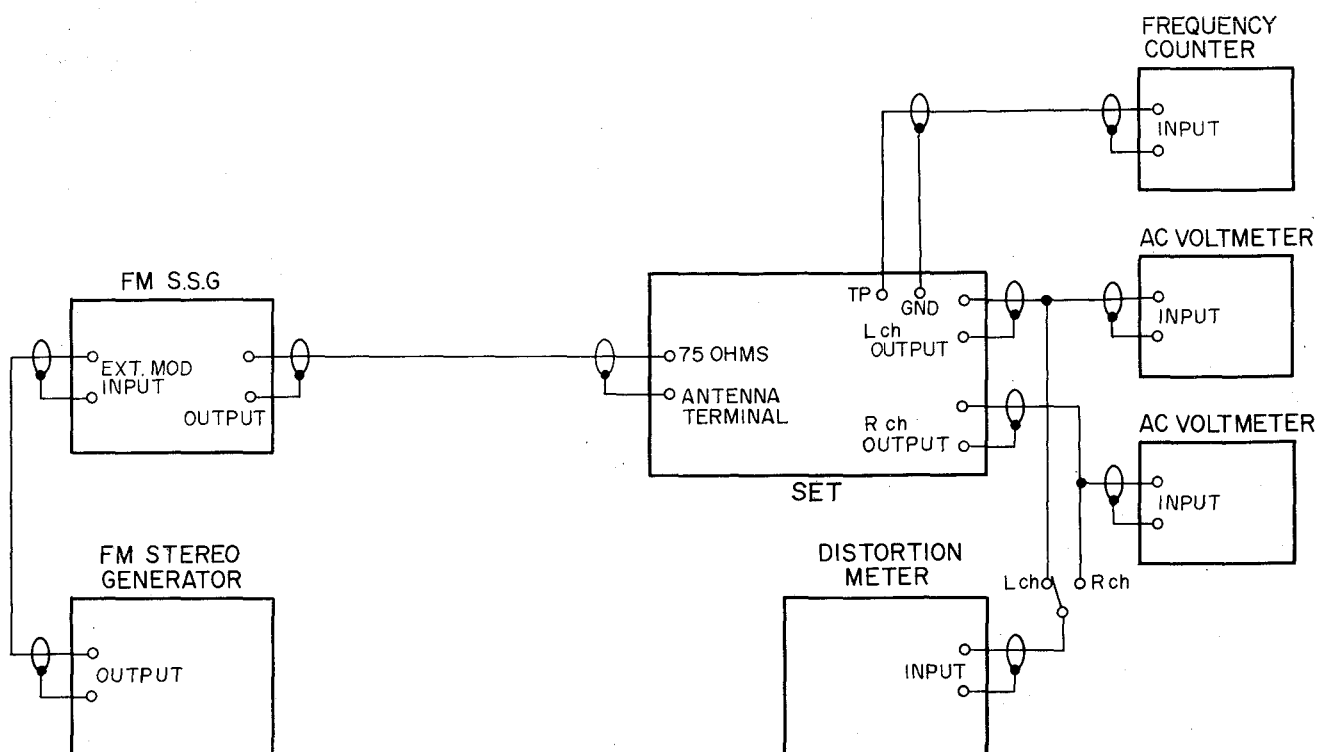 FREQUENCY
COUNTER
INPUT
AC VOLTMETER
INPUT
FM S.S.G
EXT. MOD
INPUT
OUTPUT
TP
GND
L ch
OUTPUT
75 OHMS
ANTENNA
TERMINAL
R ch
OUTPUT
SET
AC VOLTMETER
INPUT
FM STEREO
GENERATOR
OUTPUT
DISTORTION
METER
L ch
R ch
INPUT